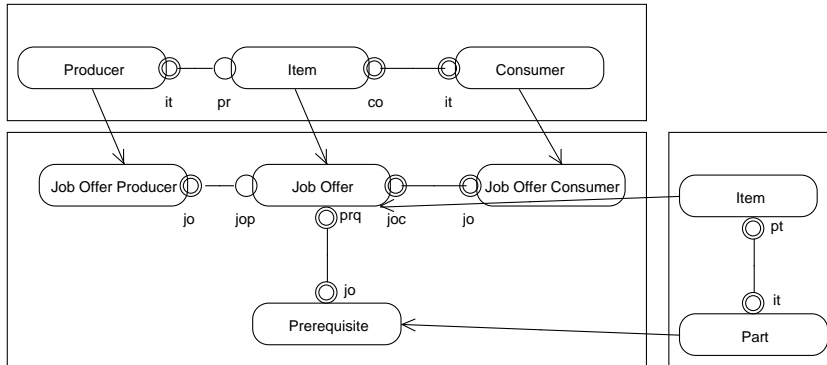 Producer Item Consumer
it pr co it
Job Offer Producer Job Offer Job Offer Consumer
jo jop prq joc jo
jo
Prerequisite
Item
pt
it
Part